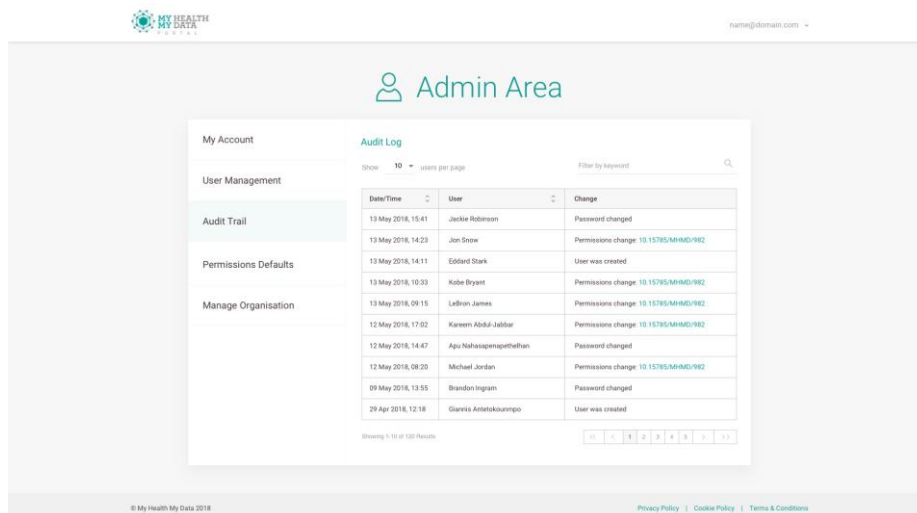 MY HEALTH
MY DATA
PORTAL
name@domain.com
Admin Area
My Account
User Management
Audit Trail
Permissions Defaults
Manage Organisation
Audit Log
Show 10 users per page
Filter by keyword
Date/Time User Change
13 May 2018, 15:41 Jackie Robinson Password changed
13 May 2018, 14:23 Jon Snow Permissions change: 10.15785/MHMD/982
13 May 2018, 14:11 Eddard Stark User was created
13 May 2018, 10:33 Kobe Bryant Permissions change: 10.15785/MHMD/982
13 May 2018, 09:15 LeBron James Permissions change: 10.15785/MHMD/982
12 May 2018, 17:02 Kareem Abdul-Jabbar Permissions change: 10.15785/MHMD/982
12 May 2018, 14:47 Apu Nahasapenapethelhan Password changed
12 May 2018, 08:20 Michael Jordan Permissions change: 10.15785/MHMD/982
09 May 2018, 13:55 Brandon Ingram Password changed
29 Apr 2018, 12:18 Giannis Antetokounmpo User was created
Showing 1-10 of 100 Results
<< < 1 2 3 4 5 > >>
© My Health My Data 2018
Privacy Policy | Cookie Policy | Terms & Conditions